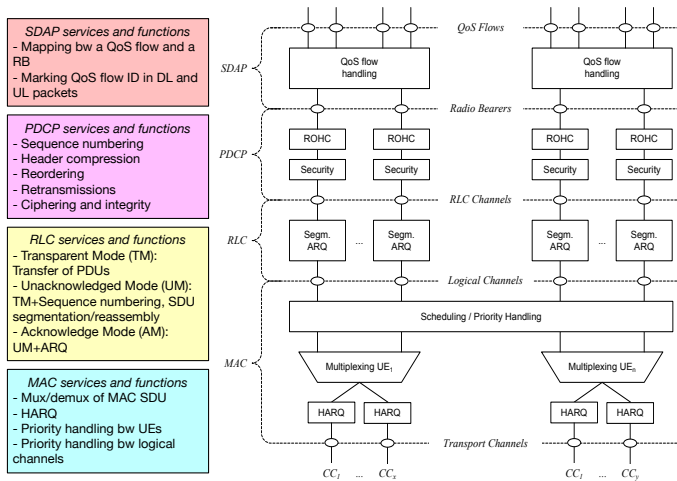 SDAP services and functions
- Mapping bw a QoS flow and a
RB
- Marking QoS flow ID in DL and
UL packets
PDCP services and functions
- Sequence numbering
- Header compression
- Reordering
- Retransmissions
- Ciphering and integrity
RLC services and functions
- Transparent Mode (TM):
Transfer of PDUs
- Unacknowledged Mode (UM):
TM+Sequence numbering, SDU
segmentation/reassembly
- Acknowledge Mode (AM):
UM+ARQ
MAC services and functions
- Mux/demux of MAC SDU
- HARQ
- Priority handling bw UEs
- Priority handling bw logical
channels
QoS Flows
SDAP
QoS flow
handling
QoS flow
handling
Radio Bearers
PDCP
ROHC
ROHC
ROHC
ROHC
Security
Security
Security
Security
RLC Channels
RLC
Segm.
ARQ
...
Segm.
ARQ
Segm.
ARQ
...
Segm.
ARQ
Logical Channels
MAC
Scheduling / Priority Handling
Multiplexing UE1
Multiplexing UEn
HARQ
HARQ
HARQ
HARQ
Transport Channels
CC1 ... CCx
CC1 ... CCy